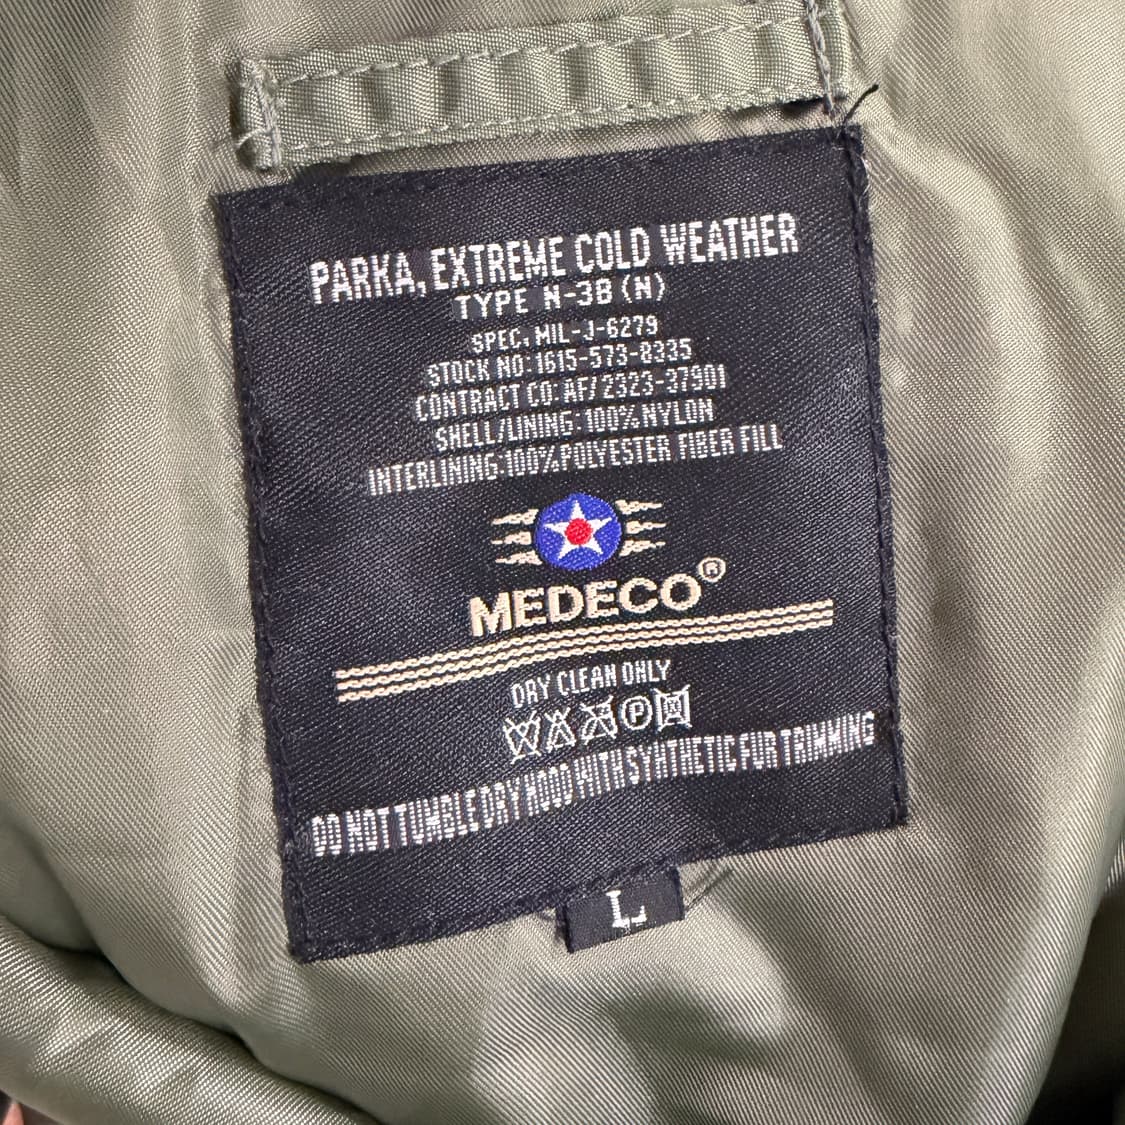 PARKA, EXTREME COLD WEATHER
TYPE N-3B (N)
SPEC, MIL-J-6279
STOCK NO: 1615-573-8335
CONTRACT CO: AF/2323-37901
SHELL/LINING: 100% NYLON
INTERLINING:100%.POLYESTER FIBER FILL
MEDECO®
DRY CLEAN ONLY
P
DO NOT TUMBLE DRY HOOD WITH SYNTHETIC FUR TRIMMING
L